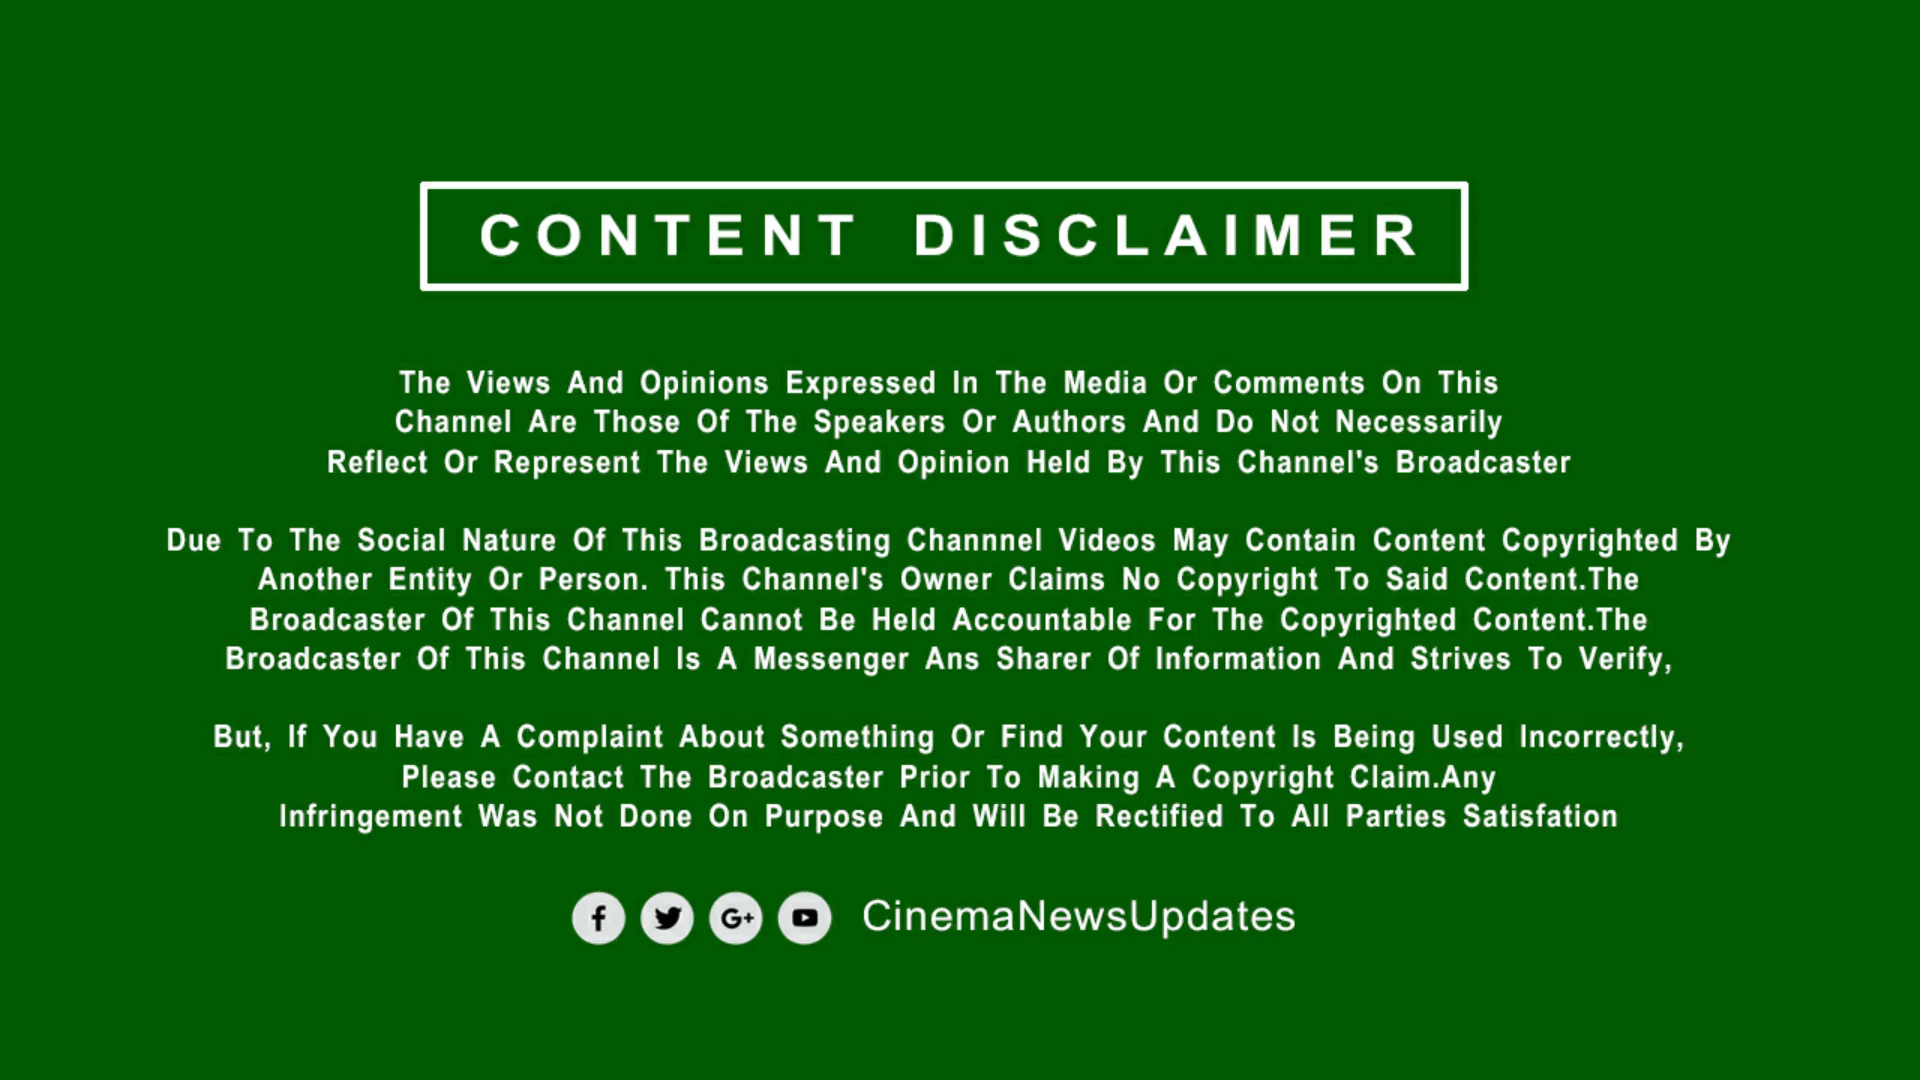 CONTENT DISCLAIMER
The Views And Opinions Expressed In The Media Or Comments On This
Channel Are Those Of The Speakers Or Authors And Do Not Necessarily
Reflect Or Represent The Views And Opinion Held By This Channel's Broadcaster
Due To The Social Nature Of This Broadcasting Channnel Videos May Contain Content Copyrighted By
Another Entity Or Person. This Channel's Owner Claims No Copyright To Said Content.The
Broadcaster Of This Channel Cannot Be Held Accountable For The Copyrighted Content.The
Broadcaster Of This Channel Is A Messenger Ans Sharer Of Information And Strives To Verify,
But, If You Have A Complaint About Something Or Find Your Content Is Being Used Incorrectly,
Please Contact The Broadcaster Prior To Making A Copyright Claim.Any
Infringement Was Not Done On Purpose And Will Be Rectified To All Parties Satisfation
f G+ CinemaNewsUpdates